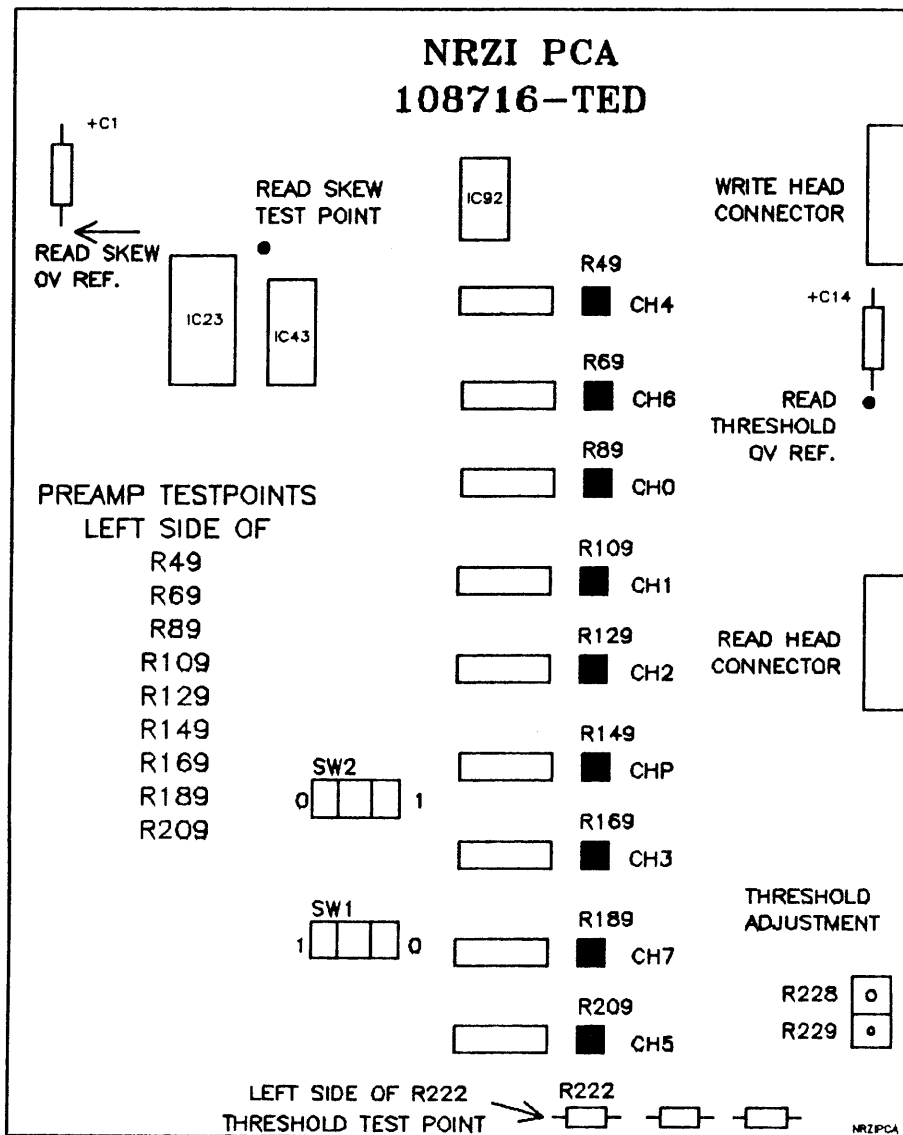 NRZI PCA
108716-TED
+C1
READ SKEW
TEST POINT
IC92
WRITE HEAD
CONNECTOR
READ SKEW
OV REF.
IC23
IC43
R49
CH4
+C14
R69
CH6
READ
THRESHOLD
OV REF.
R89
CH0
PREAMP TESTPOINTS
LEFT SIDE OF
R49
R69
R89
R109
R129
R149
R169
R189
R209
R109
CH1
R129
CH2
READ HEAD
CONNECTOR
R149
CHP
SW2
0 1
R169
CH3
SW1
1 0
R189
CH7
THRESHOLD
ADJUSTMENT
R228
R229
R209
CH5
LEFT SIDE OF R222
THRESHOLD TEST POINT
R222
NRZIPCA